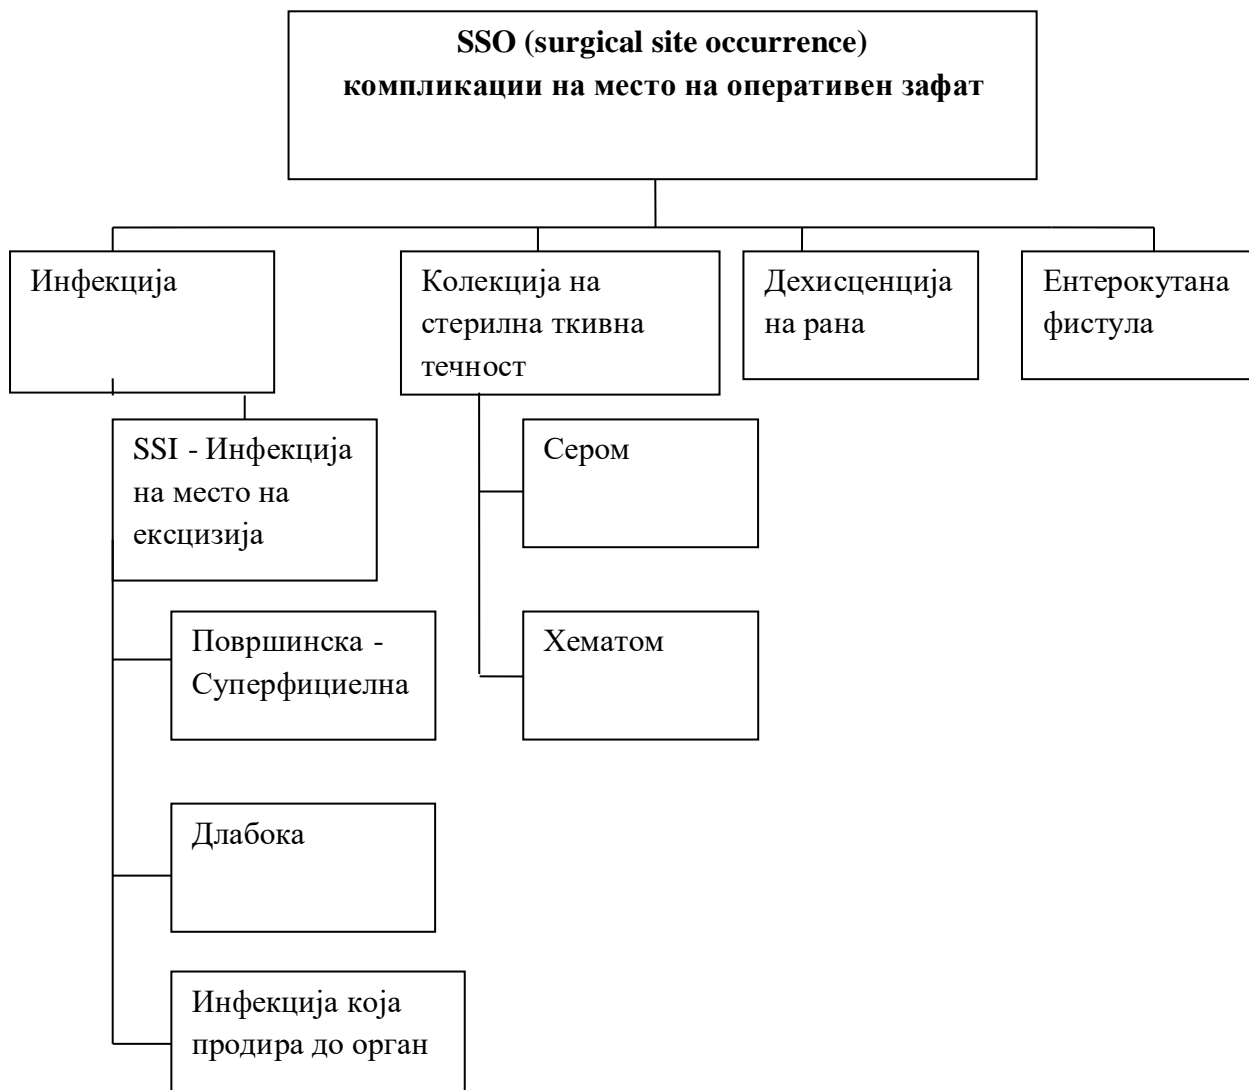 SSO (surgical site occurrence)
компликации на место на оперативен зафат
Инфекција
Колекција на
стерилна ткивна
течност
Дехисценција
на рана
Ентерокутана
фистула
SSI - Инфекција
на место на
ексцизија
Сером
Површинска -
Суперфициелна
Хематом
Длабока
Инфекција која
продира до орган